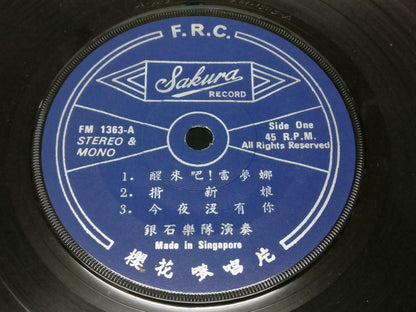 F.R.C.
Sakura
RECORD
FM 1363-A
STEREO &
MONO
Side One
45 R.P.M.
All Rights Reserved
1. 醒來吧！雷夢娜
2. 揹新娘
3. 今夜沒有你
銀石樂隊演奏
Made in Singapore
櫻花嘜唱片